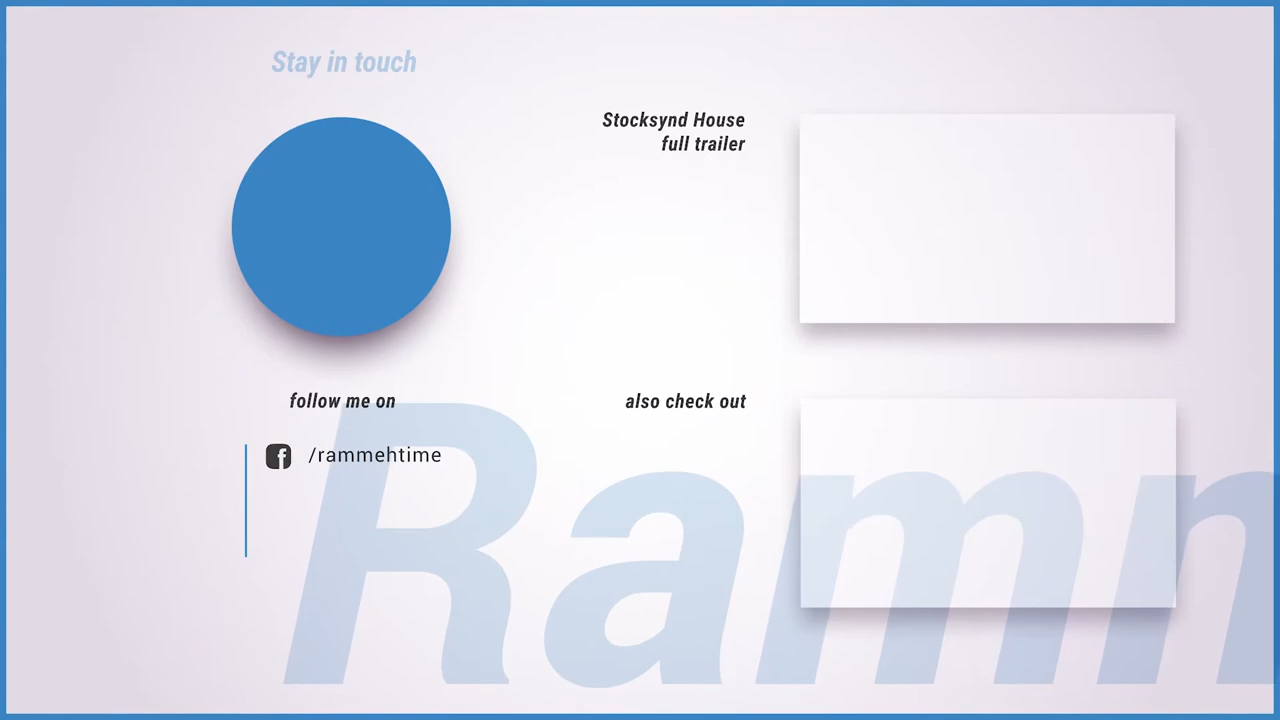 Stay in touch
Stocksynd House
full trailer
follow me on
also check out
/rammehtime
Ramm